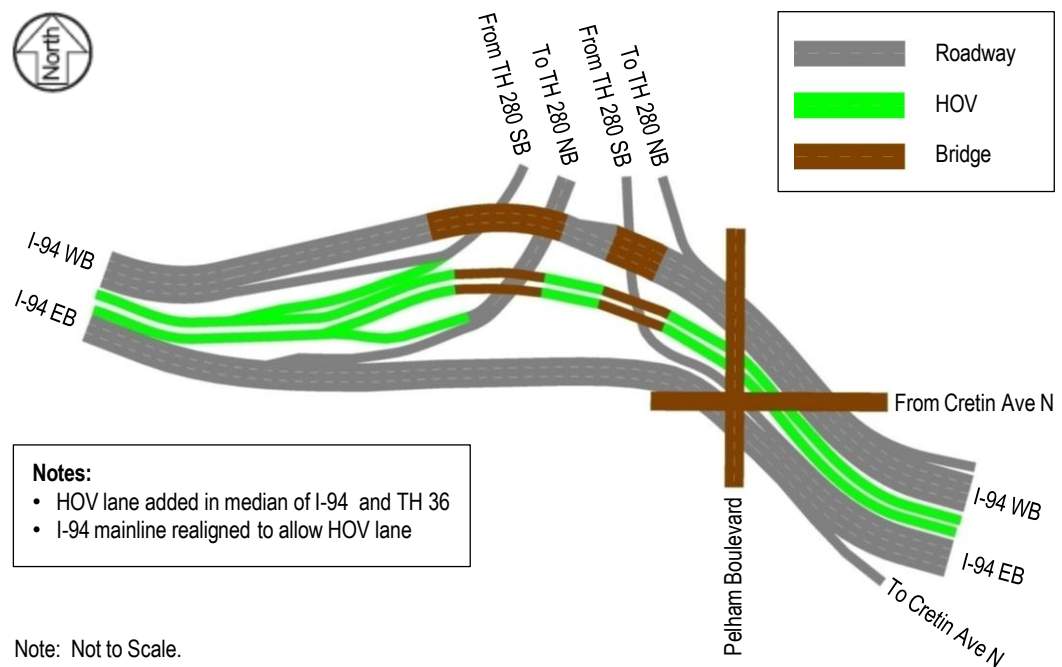 North
From TH 280 SB
To TH 280 NB
From TH 280 SB
To TH 280 NB
Roadway
HOV
Bridge
I-94 WB
I-94 EB
From Cretin Ave N
Notes:
• HOV lane added in median of I-94 and TH 36
• I-94 mainline realigned to allow HOV lane
I-94 WB
I-94 EB
Pelham Boulevard
To Cretin Ave N
Note: Not to Scale.